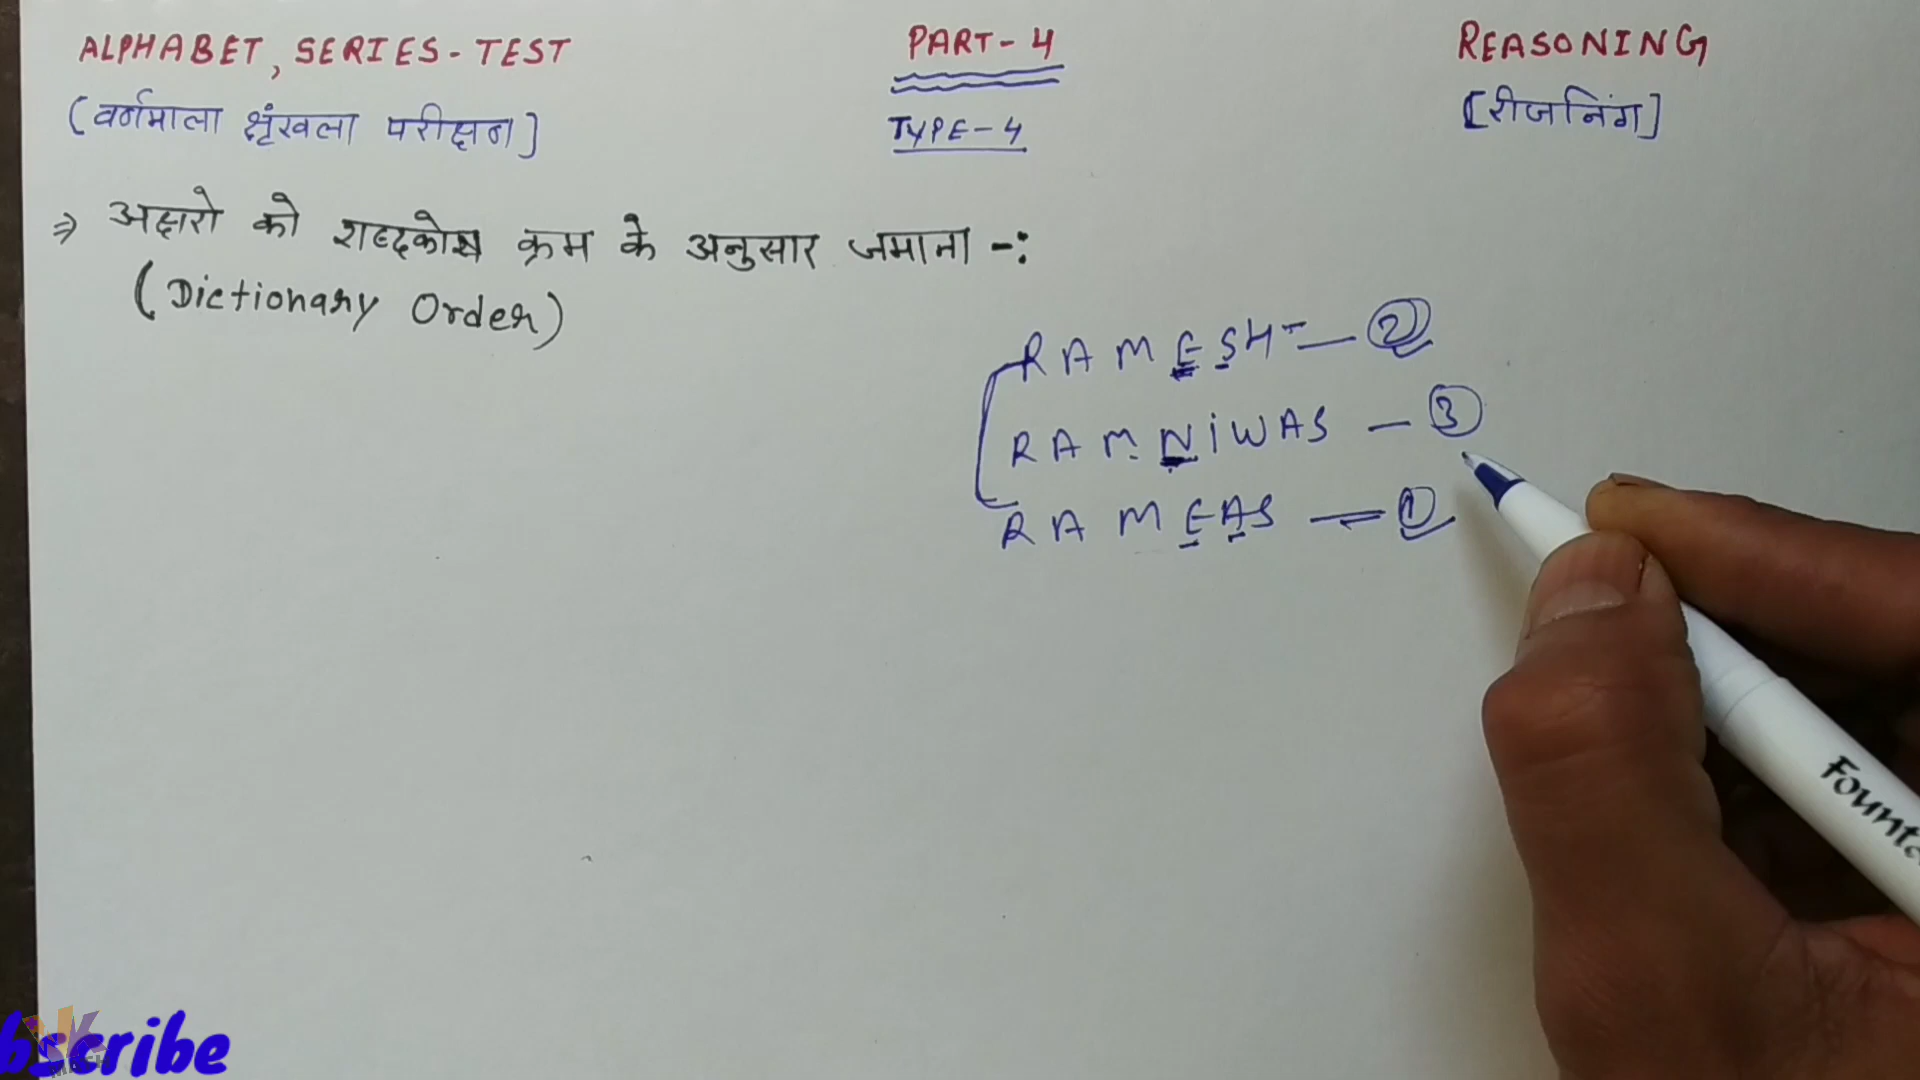 ALPHABET, SERIES-TEST
(वर्णमाला श्रृंखला परीक्षण]
PART-4
TYPE-4
REASONING
[रीजनिंग]
⇒ अक्षरो को शब्दकोष क्रम के अनुसार जमाना -:
(Dictionary Order)
RAMESH - 2
RAMNIWAS - 3
RAMEAS - 1
Founta
bscribe